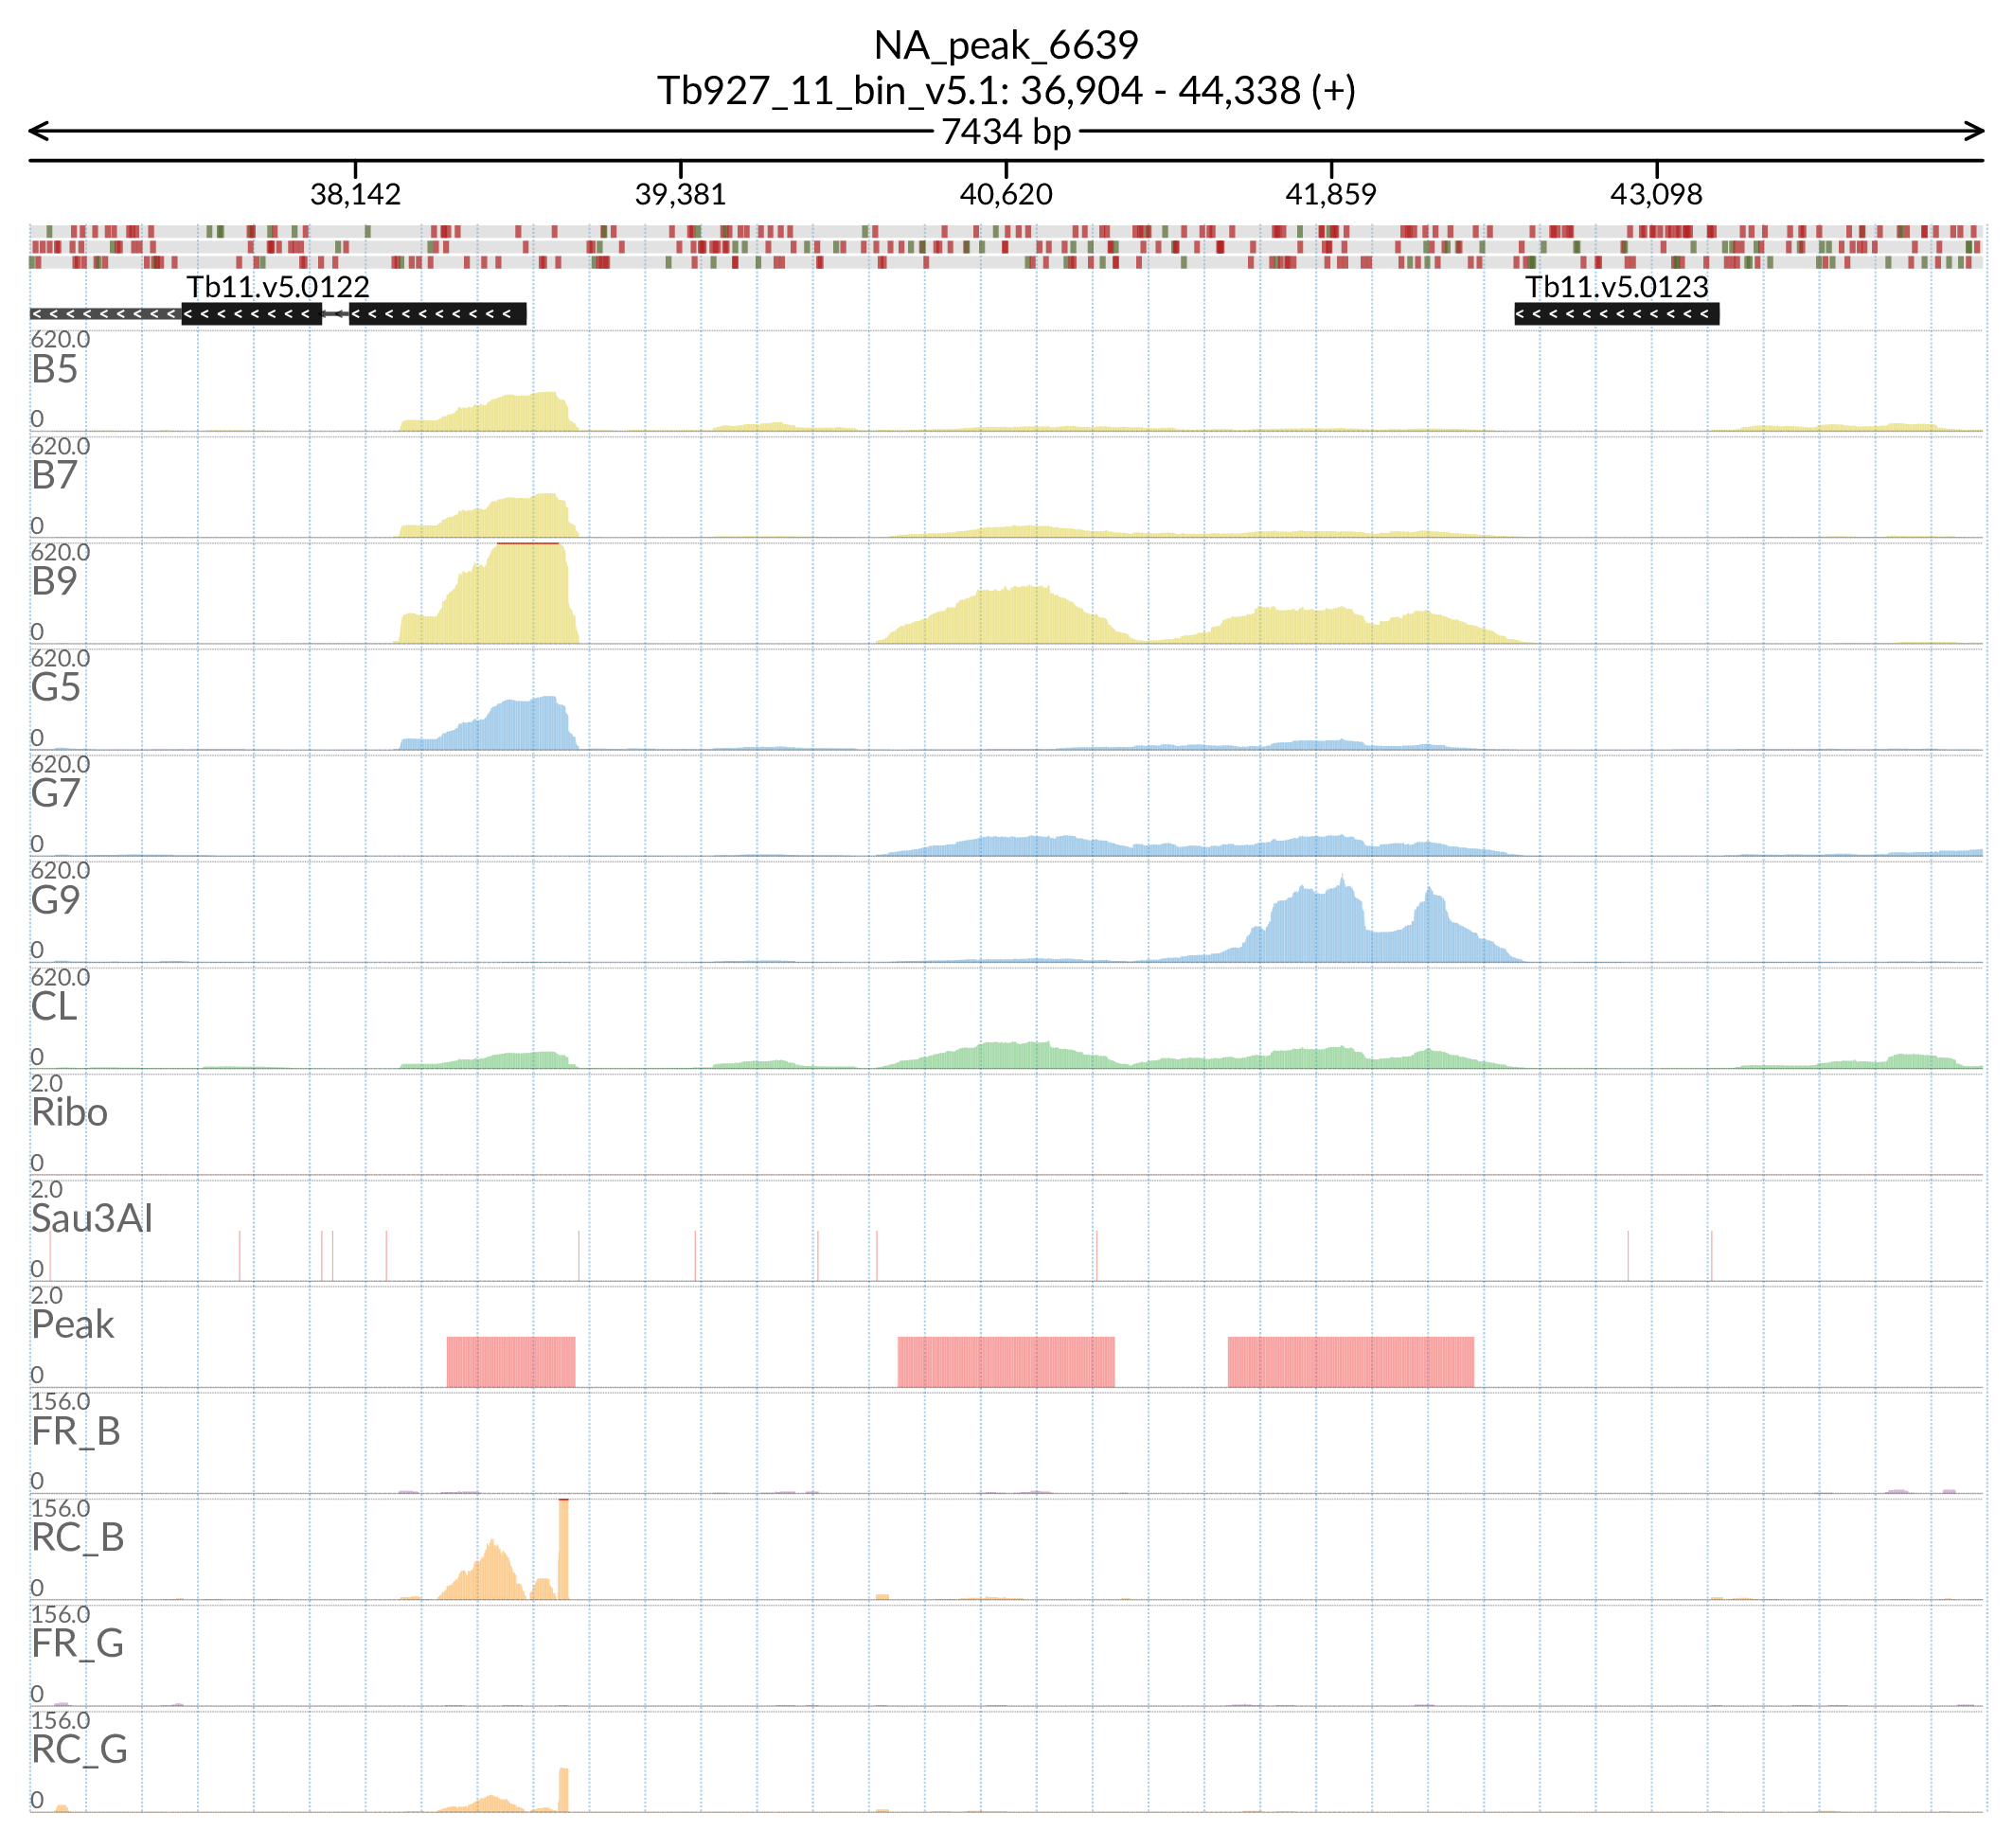 NA_peak_6639
Tb927_11_bin_v5.1: 36,904 - 44,338 (+)
7434 bp
38,142 39,381 40,620 41,859 43,098
Tb11.v5.0122 Tb11.v5.0123
620.0
B5
0
620.0
B7
0
620.0
B9
0
620.0
G5
0
620.0
G7
0
620.0
G9
0
620.0
CL
0
2.0
Ribo
0
2.0
Sau3AI
0
2.0
Peak
0
156.0
FR_B
0
156.0
RC_B
0
156.0
FR_G
0
156.0
RC_G
0